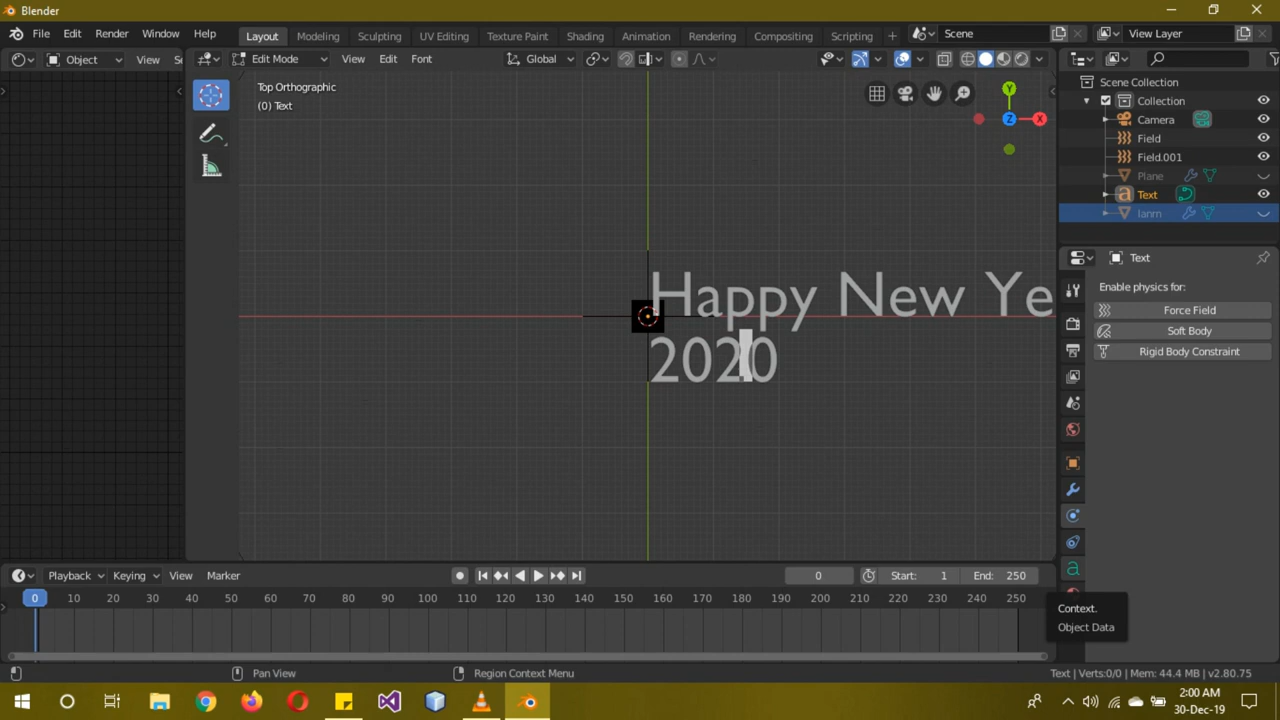 Blender
File Edit Render Window Help
Layout Modeling Sculpting UV Editing Texture Paint Shading Animation Rendering Compositing Scripting + Scene View Layer
Object View Se Edit Mode View Edit Font Global
Top Orthographic
(0) Text
Y
Z X
Happy New Ye
2020
Scene Collection
Collection
Camera
Field
Field.001
Plane
Text
Text
Enable physics for:
Force Field
Soft Body
Rigid Body Constraint
Playback Keying View Marker 0 Start: 1 End: 250
0 10 20 30 40 50 60 70 80 90 100 110 120 130 140 150 160 170 180 190 200 210 220 230 240 250
Context.
Object Data
Pan View Region Context Menu Text | Verts:0/0 | Mem: 44.4 MB | v2.80.75
2:00 AM
30-Dec-19